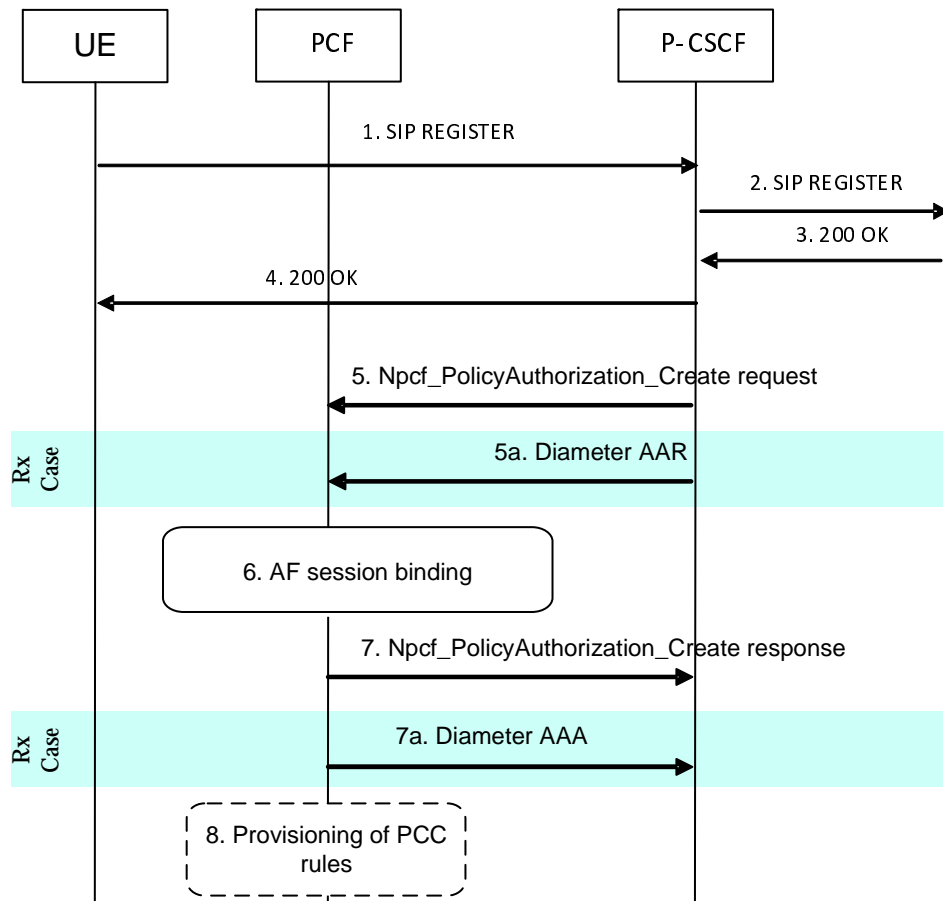 UE
PCF
P-CSCF
1. SIP REGISTER
2. SIP REGISTER
3. 200 OK
4. 200 OK
5. Npcf_PolicyAuthorization_Create request
Rx
Case
5a. Diameter AAR
6. AF session binding
7. Npcf_PolicyAuthorization_Create response
Rx
Case
7a. Diameter AAA
8. Provisioning of PCC
rules